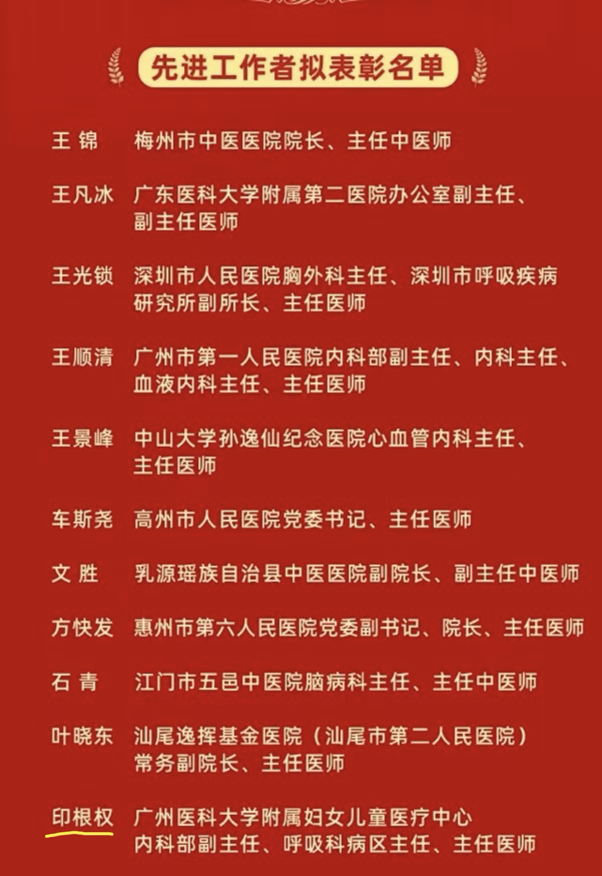 先进工作者拟表彰名单
王 锦 梅州市中医医院院长、主任中医师
王凡冰 广东医科大学附属第二医院办公室副主任、
副主任医师
王光锁 深圳市人民医院胸外科主任、深圳市呼吸疾病
研究所副所长、主任医师
王顺清 广州市第一人民医院内科部副主任、内科主任、
血液内科主任、主任医师
王景峰 中山大学孙逸仙纪念医院心血管内科主任、
主任医师
车斯尧 高州市人民医院党委书记、主任医师
文 胜 乳源瑶族自治县中医医院副院长、副主任中医师
方快发 惠州市第六人民医院党委副书记、院长、主任医师
石 青 江门市五邑中医院脑病科主任、主任中医师
叶晓东 汕尾逸挥基金医院（汕尾市第二人民医院）
常务副院长、主任医师
印根权 广州医科大学附属妇女儿童医疗中心
内科部副主任、呼吸科病区主任、主任医师